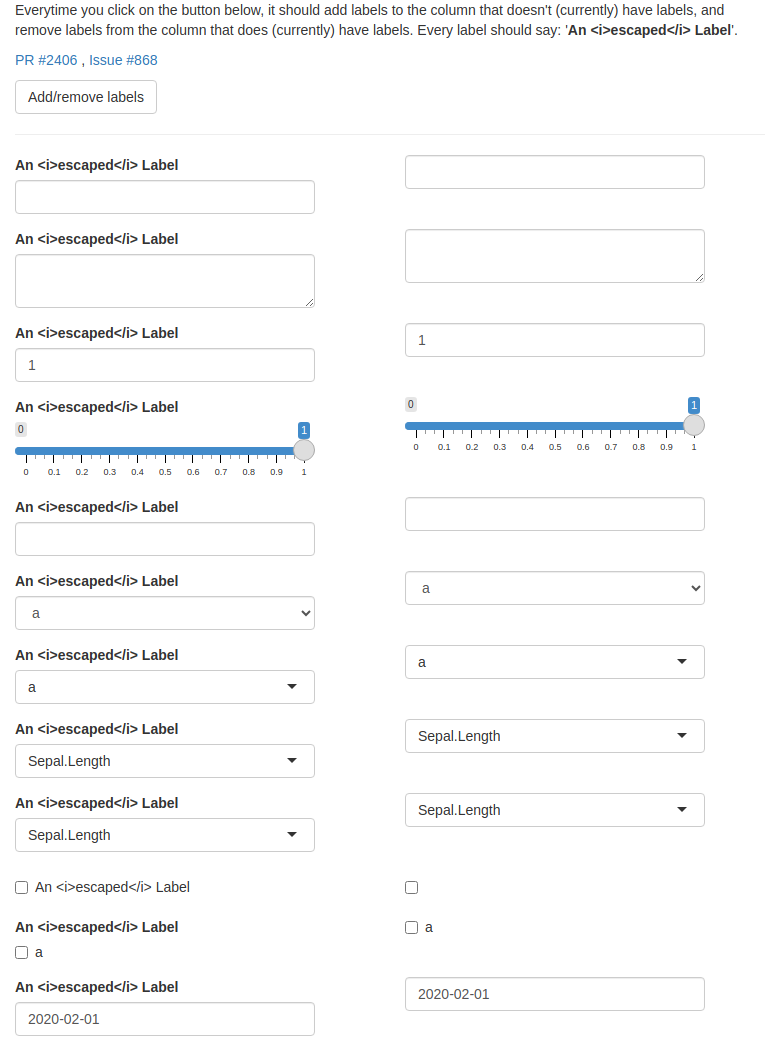 Everytime you click on the button below, it should add labels to the column that doesn't (currently) have labels, and
remove labels from the column that does (currently) have labels. Every label should say: 'An <i>escaped</i> Label'.
PR #2406 , Issue #868
Add/remove labels
An <i>escaped</i> Label
An <i>escaped</i> Label
An <i>escaped</i> Label
1
1
An <i>escaped</i> Label
0 1
0 0.1 0.2 0.3 0.4 0.5 0.6 0.7 0.8 0.9 1
0 1
0 0.1 0.2 0.3 0.4 0.5 0.6 0.7 0.8 0.9 1
An <i>escaped</i> Label
An <i>escaped</i> Label
a
a
An <i>escaped</i> Label
a
a
An <i>escaped</i> Label
Sepal.Length
Sepal.Length
An <i>escaped</i> Label
Sepal.Length
Sepal.Length
An <i>escaped</i> Label
An <i>escaped</i> Label
a
a
An <i>escaped</i> Label
2020-02-01
2020-02-01